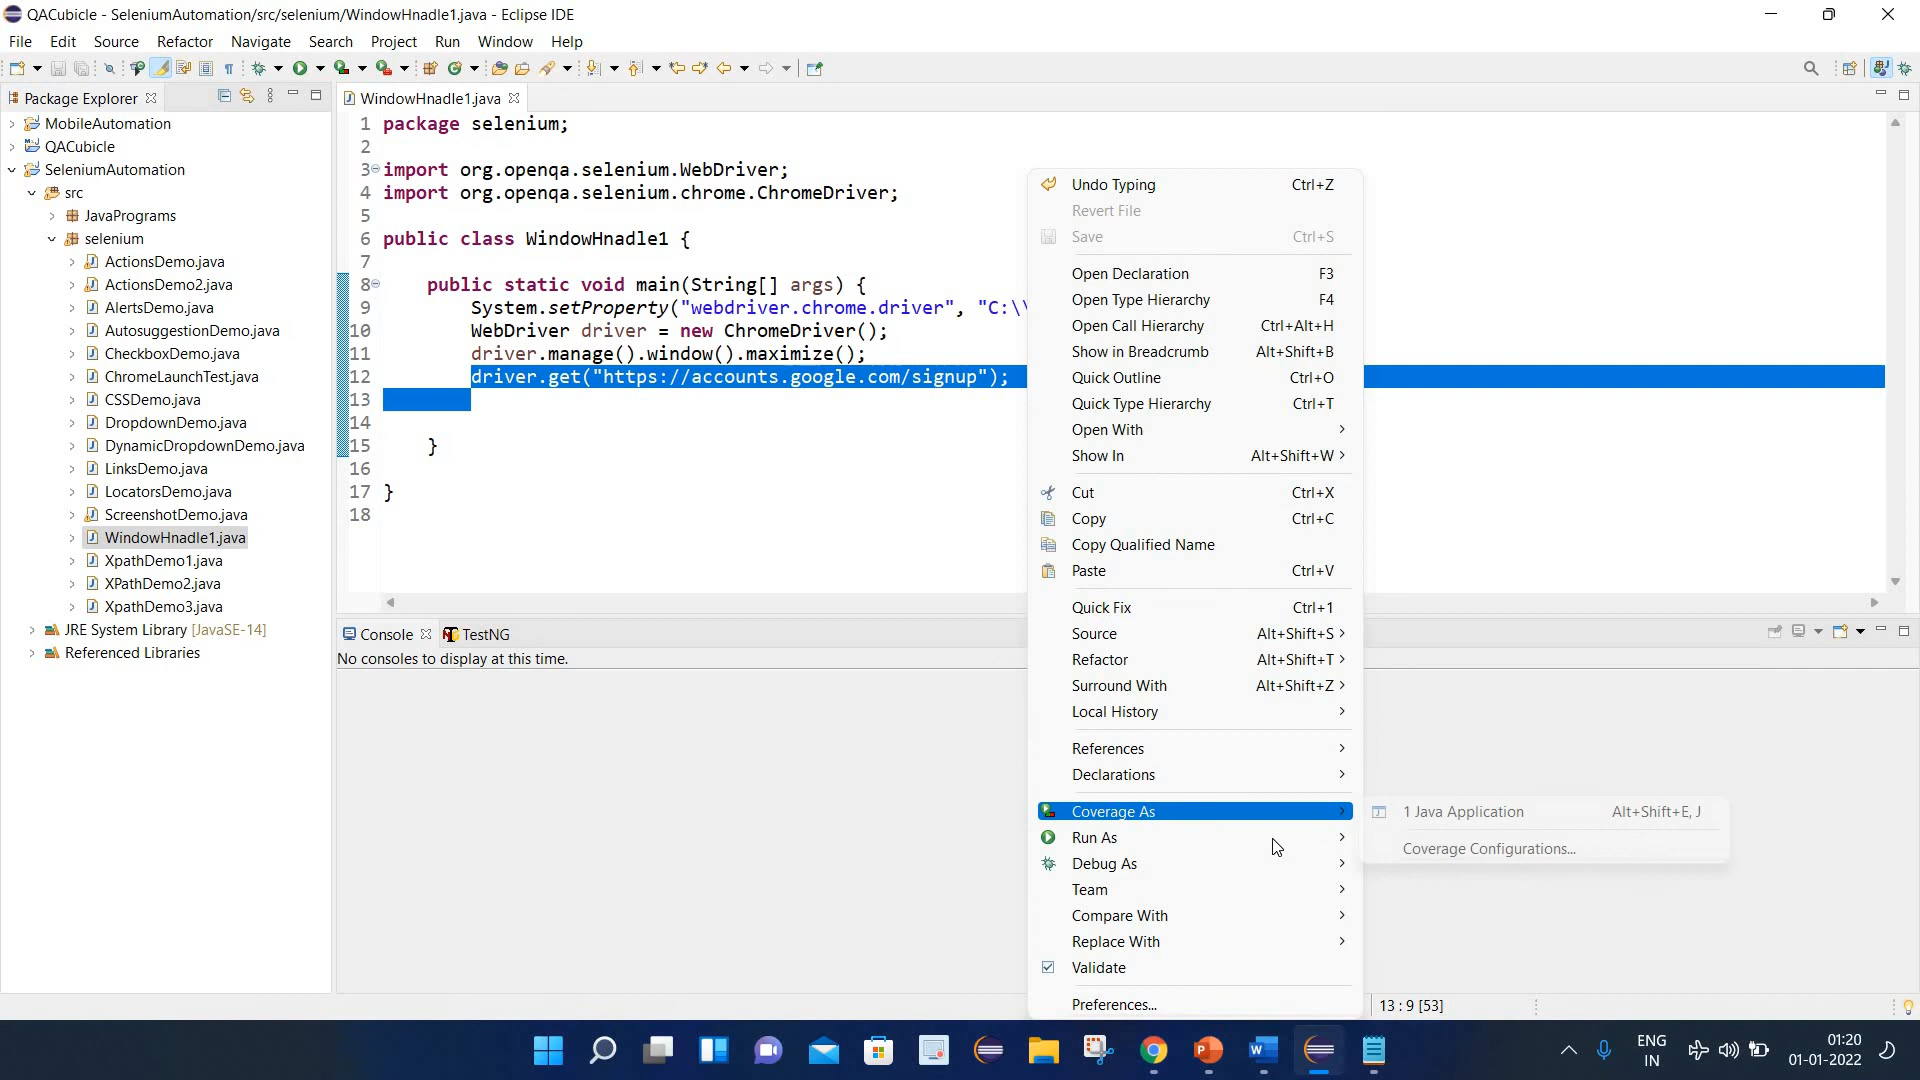 QACubicle - SeleniumAutomation/src/selenium/WindowHnadle1.java - Eclipse IDE
File Edit Source Refactor Navigate Search Project Run Window Help
Package Explorer
MobileAutomation
QACubicle
SeleniumAutomation
src
JavaPrograms
selenium
ActionsDemo.java
ActionsDemo2.java
AlertsDemo.java
AutosuggestionDemo.java
CheckboxDemo.java
ChromeLaunchTest.java
CSSDemo.java
DropdownDemo.java
DynamicDropdownDemo.java
LinksDemo.java
LocatorsDemo.java
ScreenshotDemo.java
WindowHnadle1.java
XpathDemo1.java
XPathDemo2.java
XpathDemo3.java
JRE System Library [JavaSE-14]
Referenced Libraries
WindowHnadle1.java
1 package selenium;
2
3 import org.openqa.selenium.WebDriver;
4 import org.openqa.selenium.chrome.ChromeDriver;
5
6 public class WindowHnadle1 {
7
8 public static void main(String[] args) {
9 System.setProperty("webdriver.chrome.driver", "C:\\
10 WebDriver driver = new ChromeDriver();
11 driver.manage().window().maximize();
12 driver.get("https://accounts.google.com/signup");
13
14
15 }
16
17 }
18
Console TestNG
No consoles to display at this time.
Undo Typing Ctrl+Z
Revert File
Save Ctrl+S
Open Declaration F3
Open Type Hierarchy F4
Open Call Hierarchy Ctrl+Alt+H
Show in Breadcrumb Alt+Shift+B
Quick Outline Ctrl+O
Quick Type Hierarchy Ctrl+T
Open With
Show In Alt+Shift+W
Cut Ctrl+X
Copy Ctrl+C
Copy Qualified Name
Paste Ctrl+V
Quick Fix Ctrl+1
Source Alt+Shift+S
Refactor Alt+Shift+T
Surround With Alt+Shift+Z
Local History
References
Declarations
Coverage As
Run As
Debug As
Team
Compare With
Replace With
Validate
Preferences...
1 Java Application Alt+Shift+E, J
Coverage Configurations...
13 : 9 [53]
ENG
IN
01:20
01-01-2022